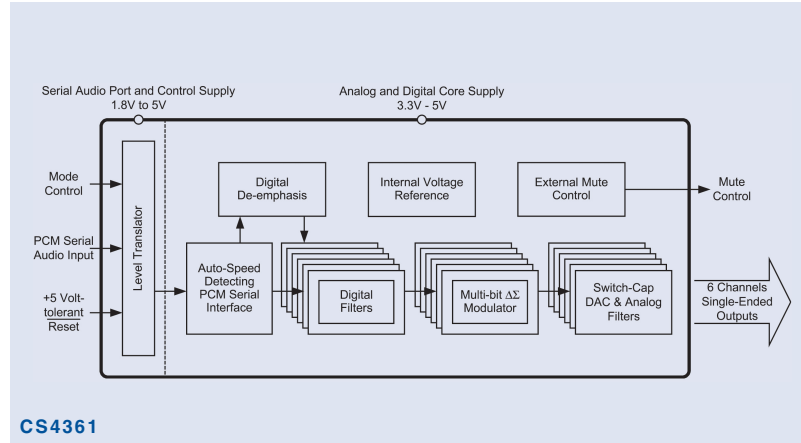 Serial Audio Port and Control Supply
1.8V to 5V
Analog and Digital Core Supply
3.3V - 5V
Mode
Control
PCM Serial
Audio Input
+5 Volt-
tolerant
Reset
Level Translator
Digital
De-emphasis
Internal Voltage
Reference
External Mute
Control
Mute
Control
Auto-Speed
Detecting
PCM Serial
Interface
Digital
Filters
Multi-bit ΔΣ
Modulator
Switch-Cap
DAC & Analog
Filters
6 Channels
Single-Ended
Outputs
CS4361